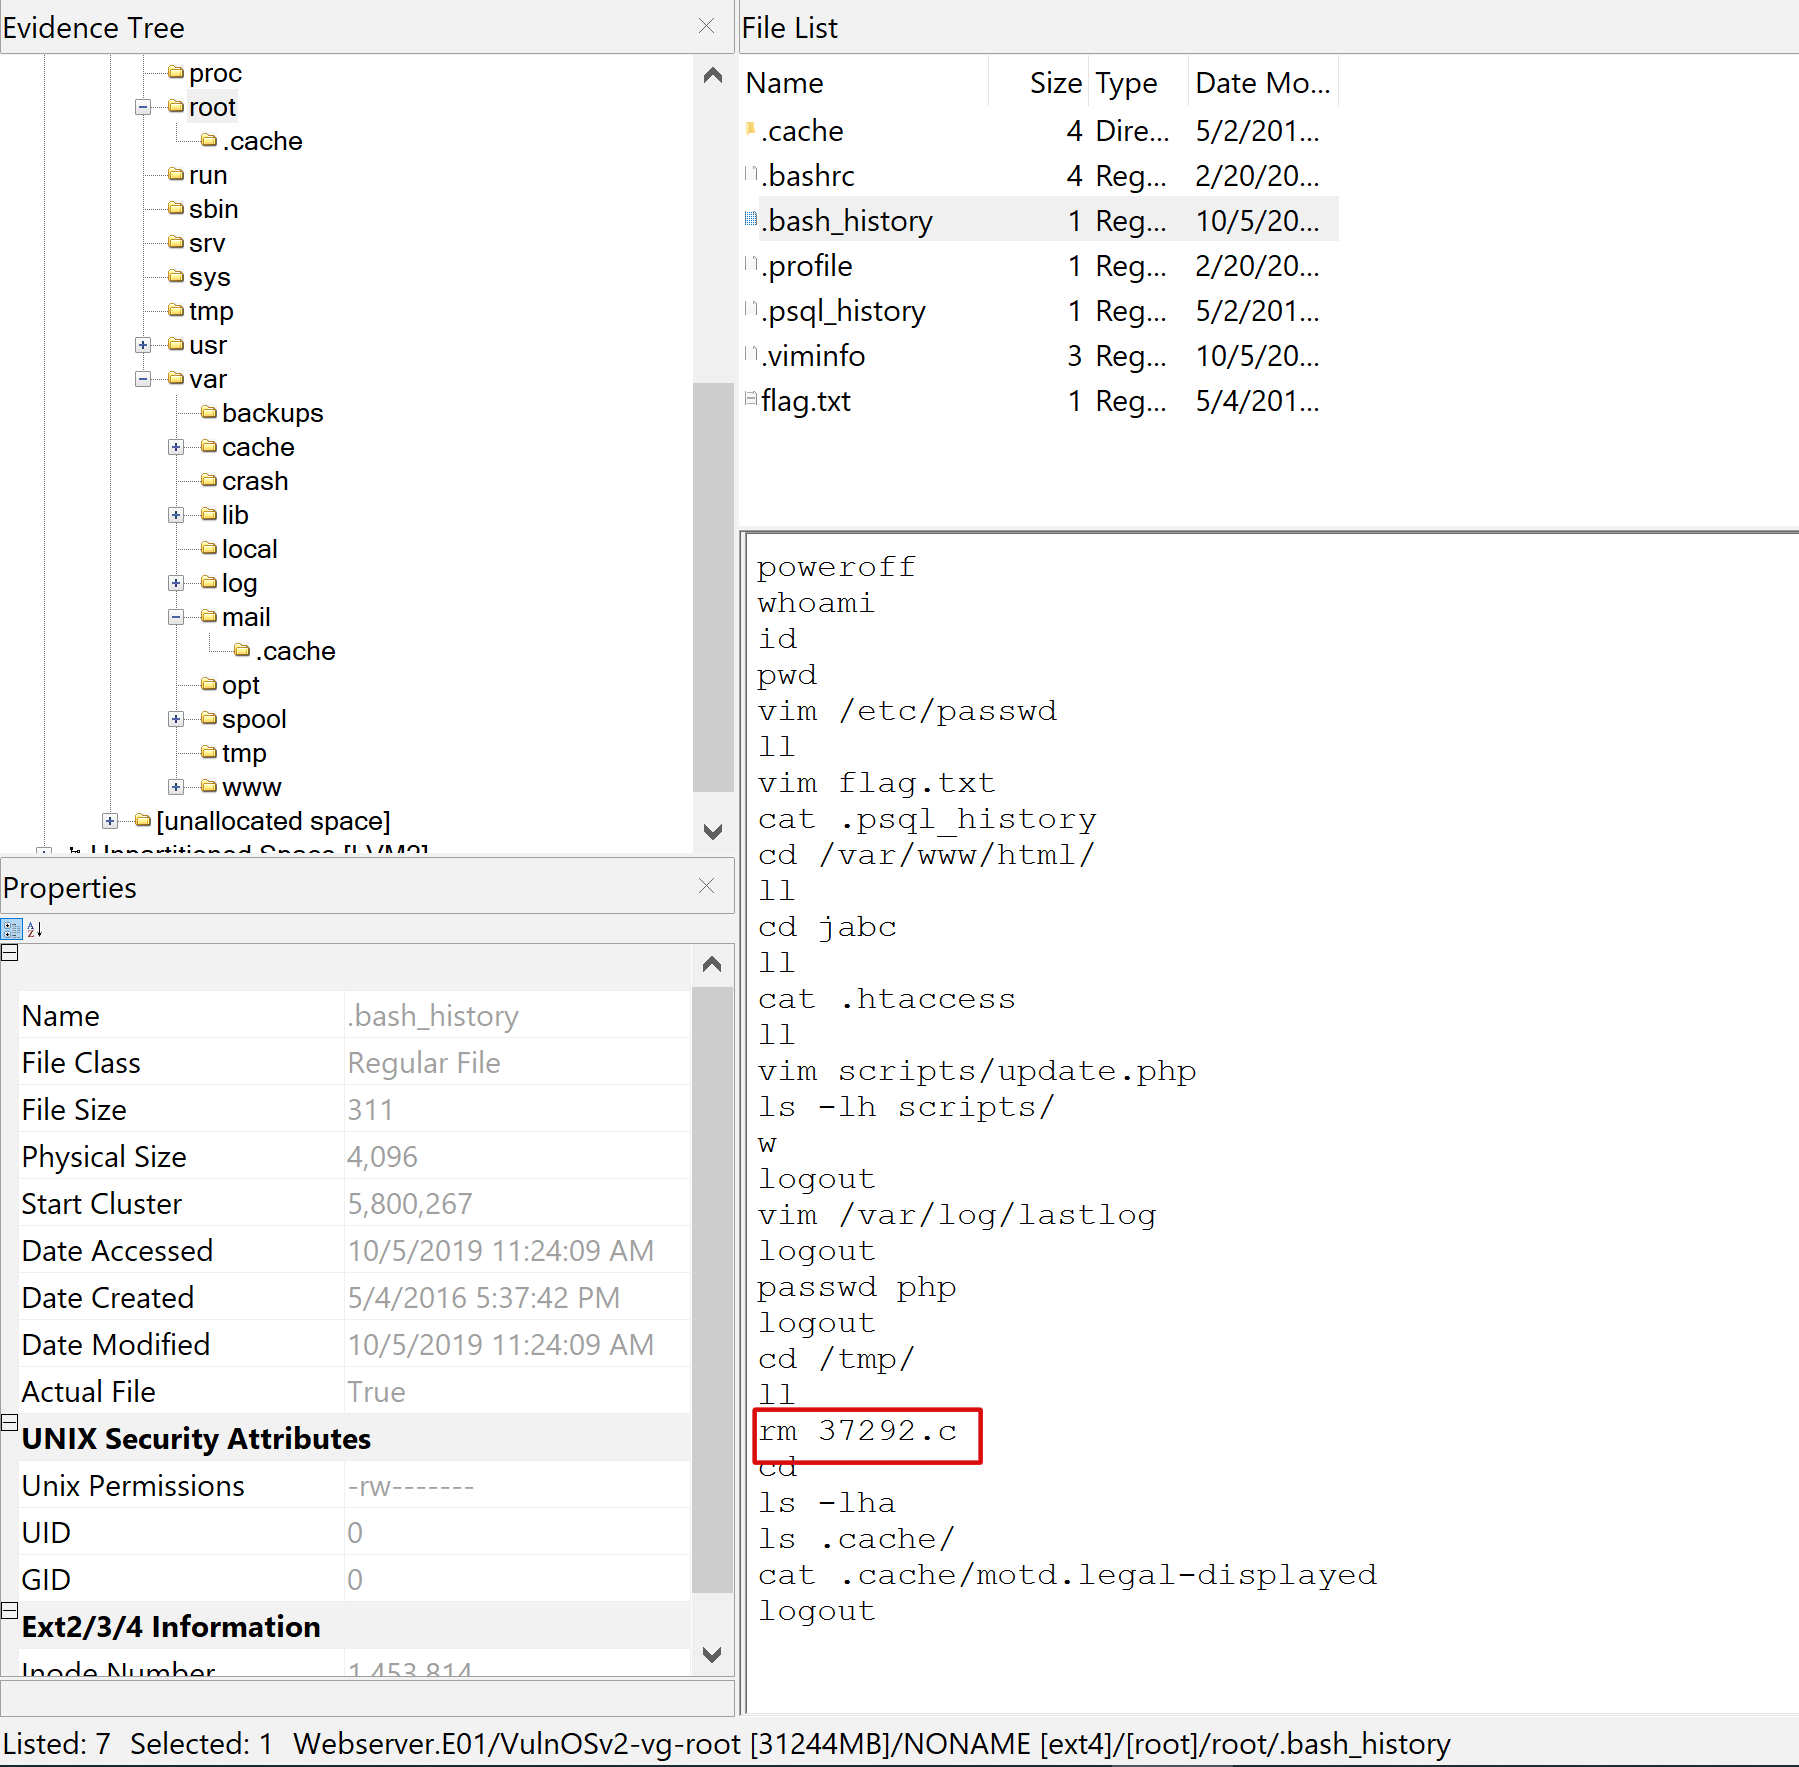 Evidence Tree
proc
root
.cache
run
sbin
srv
sys
tmp
usr
var
backups
cache
crash
lib
local
log
mail
.cache
opt
spool
tmp
www
[unallocated space]
Unpartitioned Space [LVM2]
Properties
Name .bash_history
File Class Regular File
File Size 311
Physical Size 4,096
Start Cluster 5,800,267
Date Accessed 10/5/2019 11:24:09 AM
Date Created 5/4/2016 5:37:42 PM
Date Modified 10/5/2019 11:24:09 AM
Actual File True
UNIX Security Attributes
Unix Permissions -rw-------
UID 0
GID 0
Ext2/3/4 Information
Inode Number 1,453,814
File List
Name Size Type Date Mo...
.cache 4 Dire... 5/2/201...
.bashrc 4 Reg... 2/20/20...
.bash_history 1 Reg... 10/5/20...
.profile 1 Reg... 2/20/20...
.psql_history 1 Reg... 5/2/201...
.viminfo 3 Reg... 10/5/20...
flag.txt 1 Reg... 5/4/201...
poweroff
whoami
id
pwd
vim /etc/passwd
ll
vim flag.txt
cat .psql_history
cd /var/www/html/
ll
cd jabc
ll
cat .htaccess
ll
vim scripts/update.php
ls -lh scripts/
w
logout
vim /var/log/lastlog
logout
passwd php
logout
cd /tmp/
ll
rm 37292.c
cd
ls -lha
ls .cache/
cat .cache/motd.legal-displayed
logout
Listed: 7 Selected: 1 Webserver.E01/VulnOSv2-vg-root [31244MB]/NONAME [ext4]/[root]/root/.bash_history